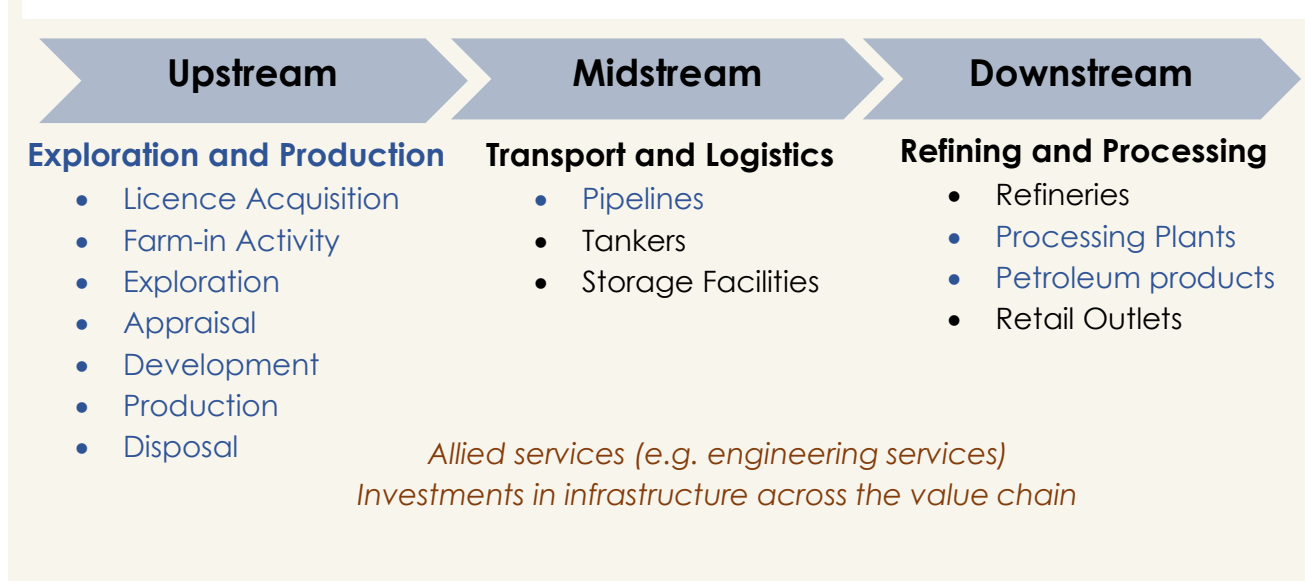 Upstream
Midstream
Downstream
Exploration and Production
• Licence Acquisition
• Farm-in Activity
• Exploration
• Appraisal
• Development
• Production
• Disposal
Transport and Logistics
• Pipelines
• Tankers
• Storage Facilities
Refining and Processing
• Refineries
• Processing Plants
• Petroleum products
• Retail Outlets
Allied services (e.g. engineering services)
Investments in infrastructure across the value chain